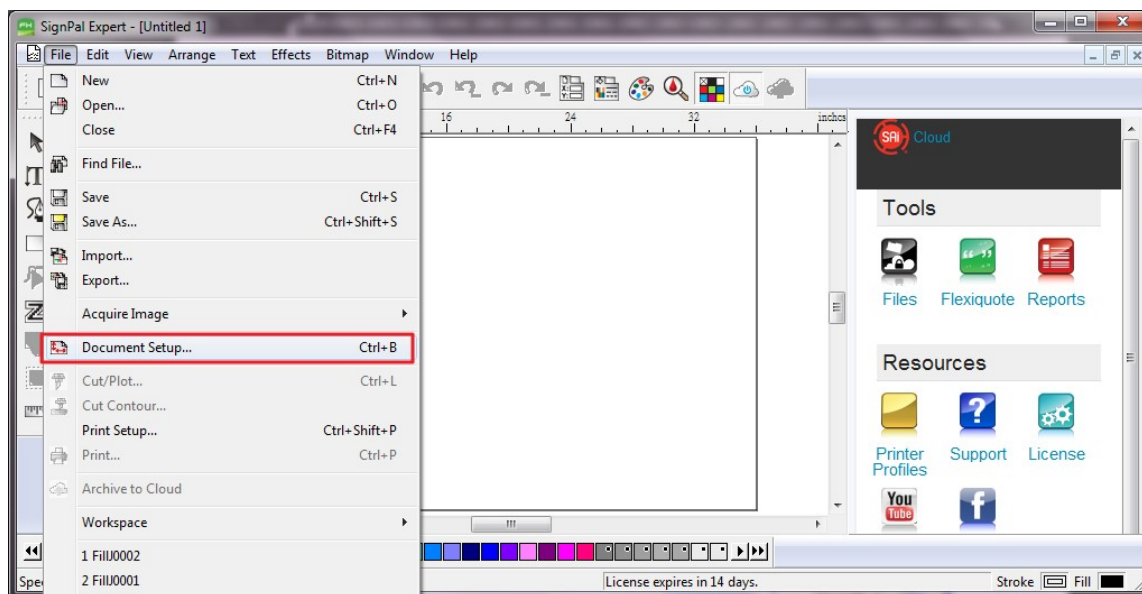 SignPal Expert - [Untitled 1]
File Edit View Arrange Text Effects Bitmap Window Help
New Ctrl+N
Open... Ctrl+O
Close Ctrl+F4
Find File...
Save Ctrl+S
Save As... Ctrl+Shift+S
Import...
Export...
Acquire Image
Document Setup... Ctrl+B
Cut/Plot... Ctrl+L
Cut Contour...
Print Setup... Ctrl+Shift+P
Print... Ctrl+P
Archive to Cloud
Workspace
1 FillJ0002
2 FillJ0001
16 24 32 inches
SAi Cloud
Tools
Files Flexiquote Reports
Resources
Printer Profiles Support License
You Tube f
Spe
License expires in 14 days.
Stroke Fill